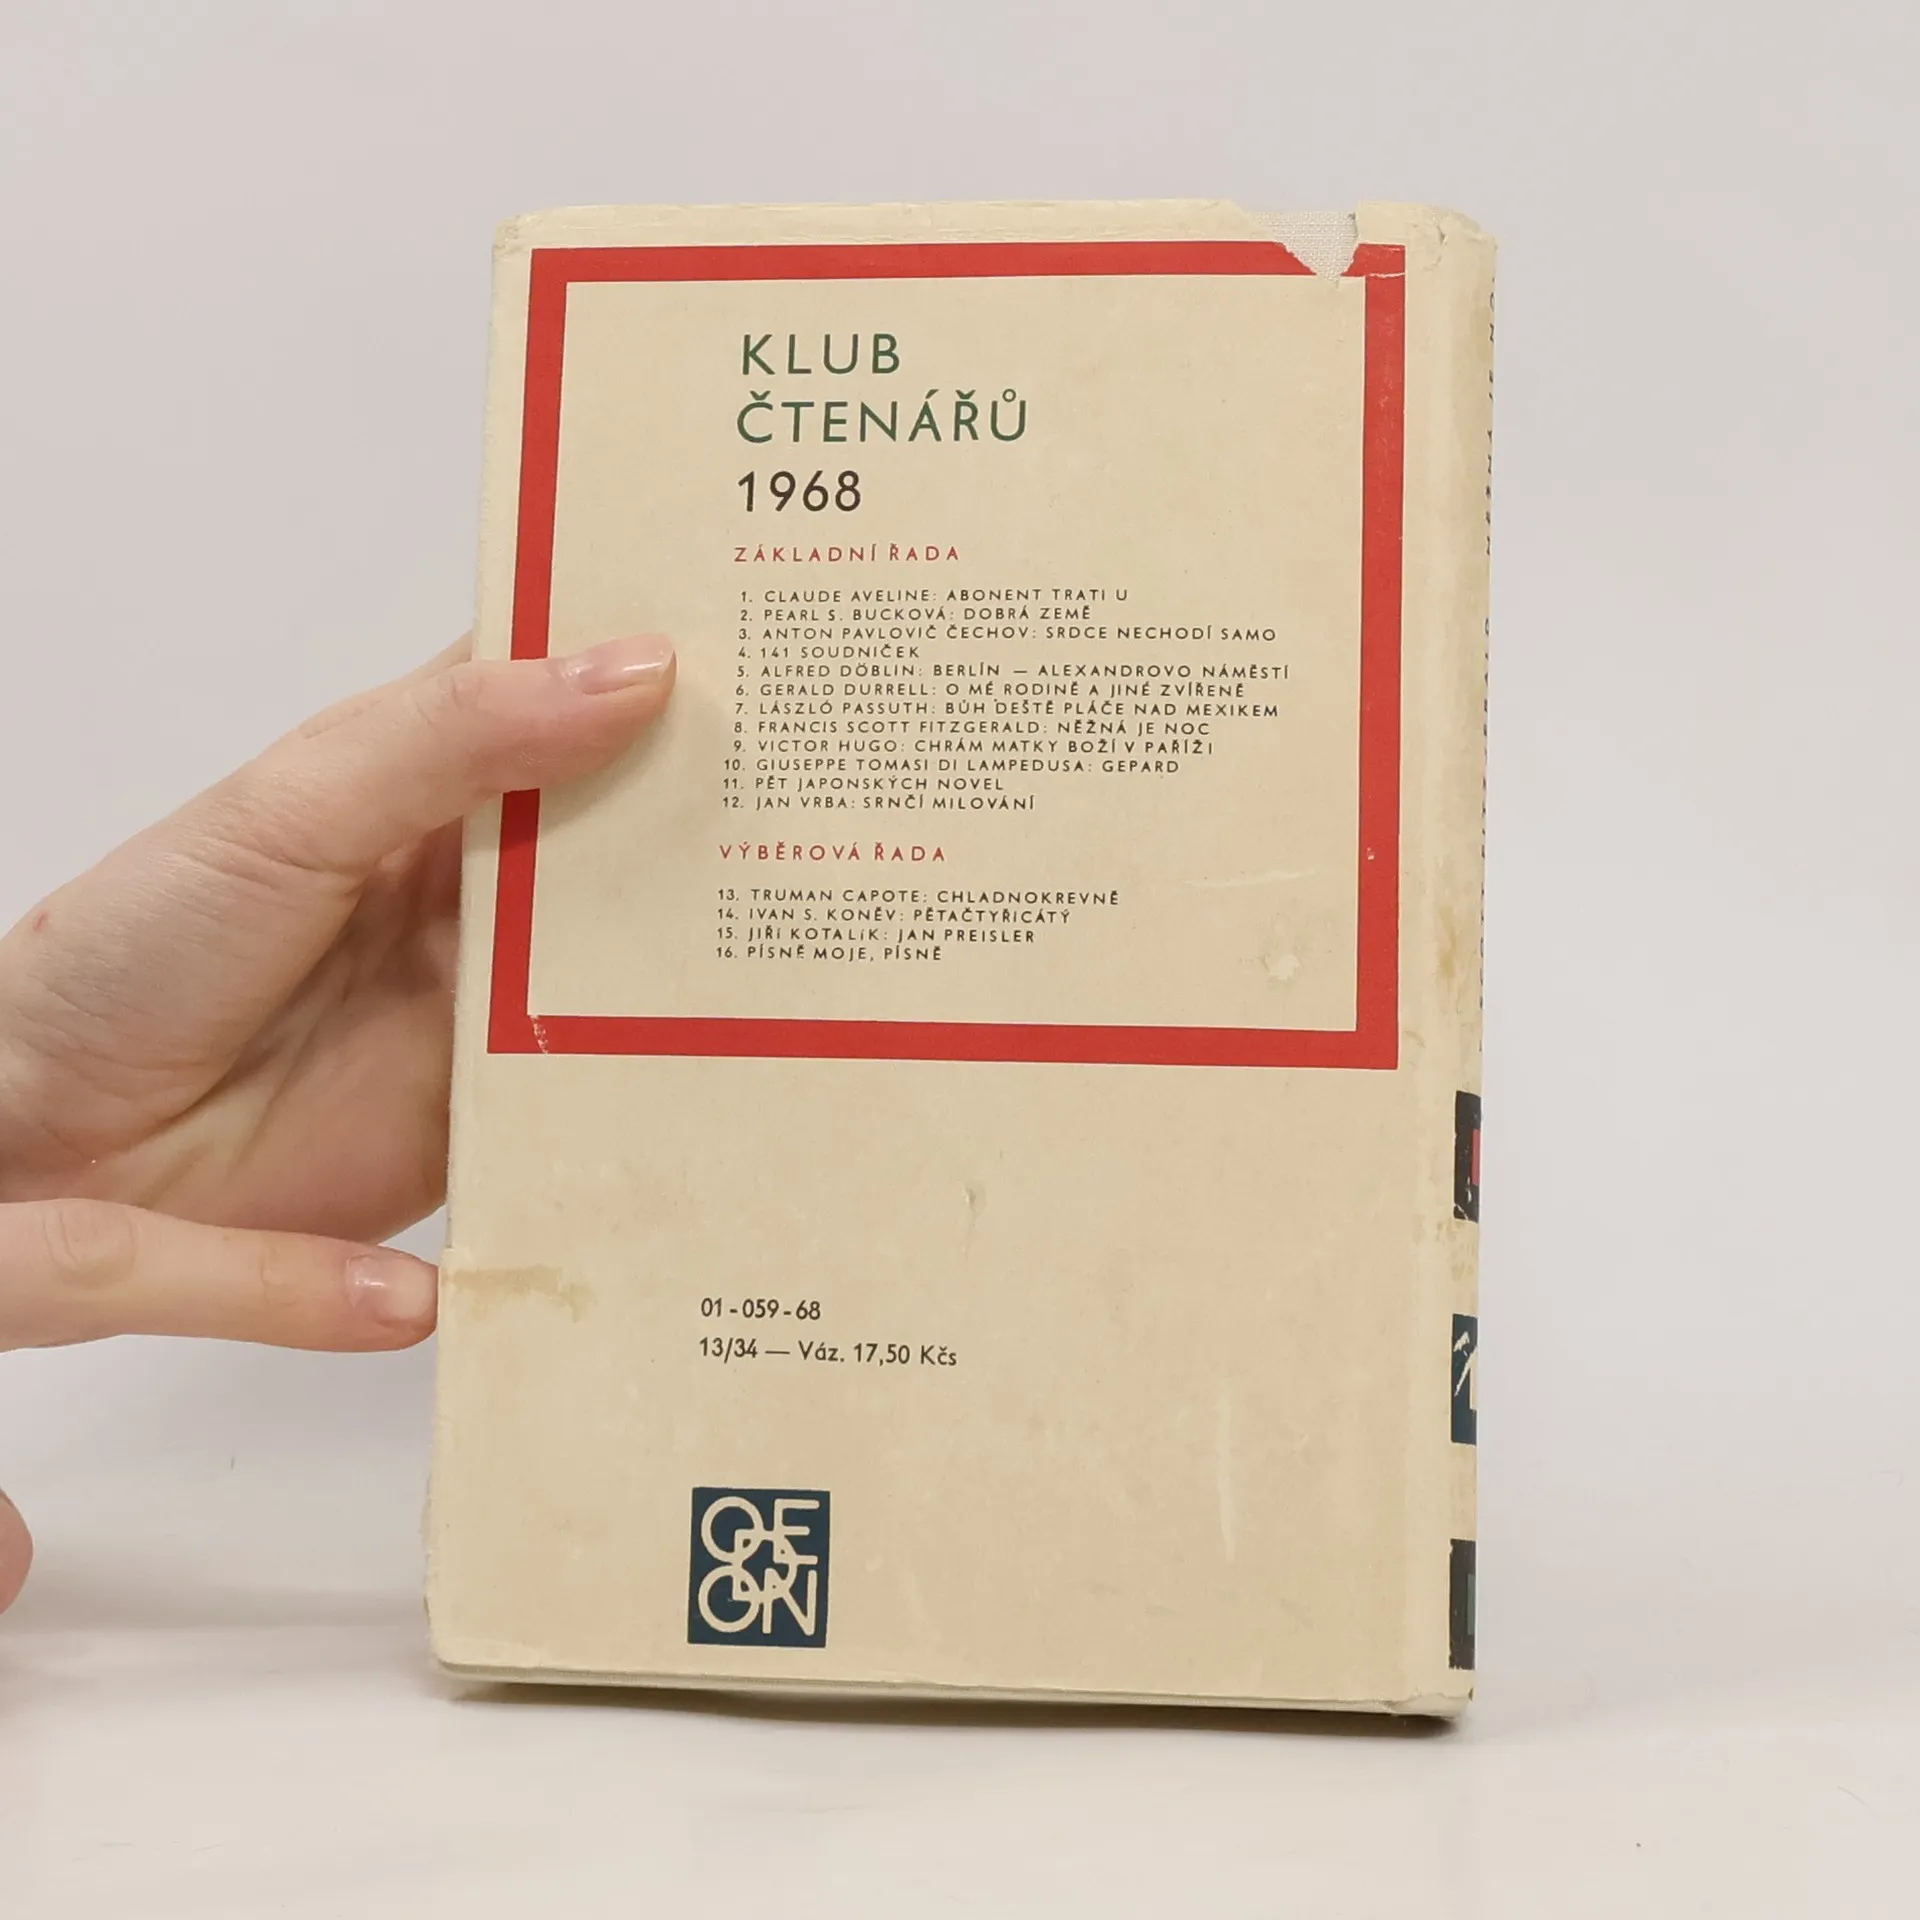 KLUB
ČTENÁŘŮ
1968
ZÁKLADNÍ ŘADA
1. CLAUDE AVELINE: ABONENT TRATI U
2. PEARL S. BUCKOVÁ: DOBRÁ ZEMĚ
3. ANTON PAVLOVIČ ČECHOV: SRDCE NECHODÍ SAMO
4. 141 SOUDNIČEK
5. ALFRED DÖBLIN: BERLÍN — ALEXANDROVO NÁMĚSTÍ
6. GERALD DURRELL: O MÉ RODINĚ A JINÉ ZVÍŘENĚ
7. LÁSZLÓ PASSUTH: BŮH DEŠTĚ PLÁČE NAD MEXIKEM
8. FRANCIS SCOTT FITZGERALD: NĚŽNÁ JE NOC
9. VICTOR HUGO: CHRÁM MATKY BOŽÍ V PAŘÍŽI
10. GIUSEPPE TOMASI DI LAMPEDUSA: GEPARD
11. PĚT JAPONSKÝCH NOVEL
12. JAN VRBA: SRNČÍ MILOVÁNÍ
VÝBĚROVÁ ŘADA
13. TRUMAN CAPOTE: CHLADNOKREVNĚ
14. IVAN S. KONĚV: PĚTAČTYŘICÁTÝ
15. JIŘÍ KOTALÍK: JAN PREISLER
16. PÍSNĚ MOJE, PÍSNĚ
01-059-68
13/34 — Váz. 17,50 Kčs
ODEON